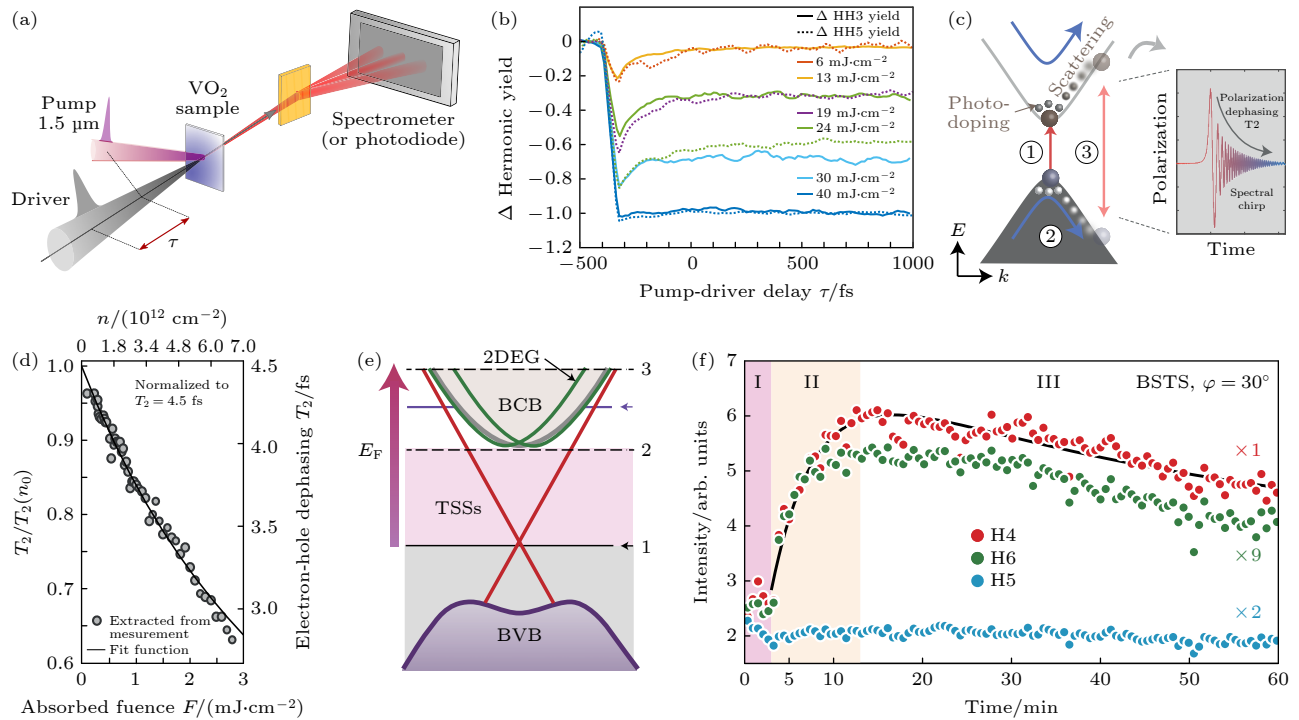 (a)
Pump
1.5 μm
VO2
sample
Spectrometer
(or photodiode)
Driver
τ
(b)
Δ Hermonic yield
0
−0.2
−0.4
−0.6
−0.8
−1.0
−1.2
Δ HH3 yield
Δ HH5 yield
6 mJ·cm−2
13 mJ·cm−2
19 mJ·cm−2
24 mJ·cm−2
30 mJ·cm−2
40 mJ·cm−2
−500
0
500
1000
Pump-driver delay τ/fs
(c)
Scattering
Photo-
doping
1
3
2
E
k
Polarization
Polarization
dephasing
T2
Spectral
chirp
Time
(d)
n/(10^12 cm−2)
0 1.8 3.4 4.8 6.0 7.0
T2/T2(n0)
1.0
0.9
0.8
0.7
0.6
4.5
4.0
3.5
3.0
Electron-hole dephasing T2/fs
Normalized to
T2 = 4.5 fs
Extracted from
mesurement
Fit function
0 1 2 3
Absorbed fuence F/(mJ·cm−2)
(e)
2DEG
3
BCB
EF
2
TSSs
1
BVB
(f)
Intensity/arb. units
7
6
5
4
3
2
I
II
III
BSTS, φ = 30°
×1
×9
×2
H4
H6
H5
0 5 10 20 30 40 50 60
Time/min